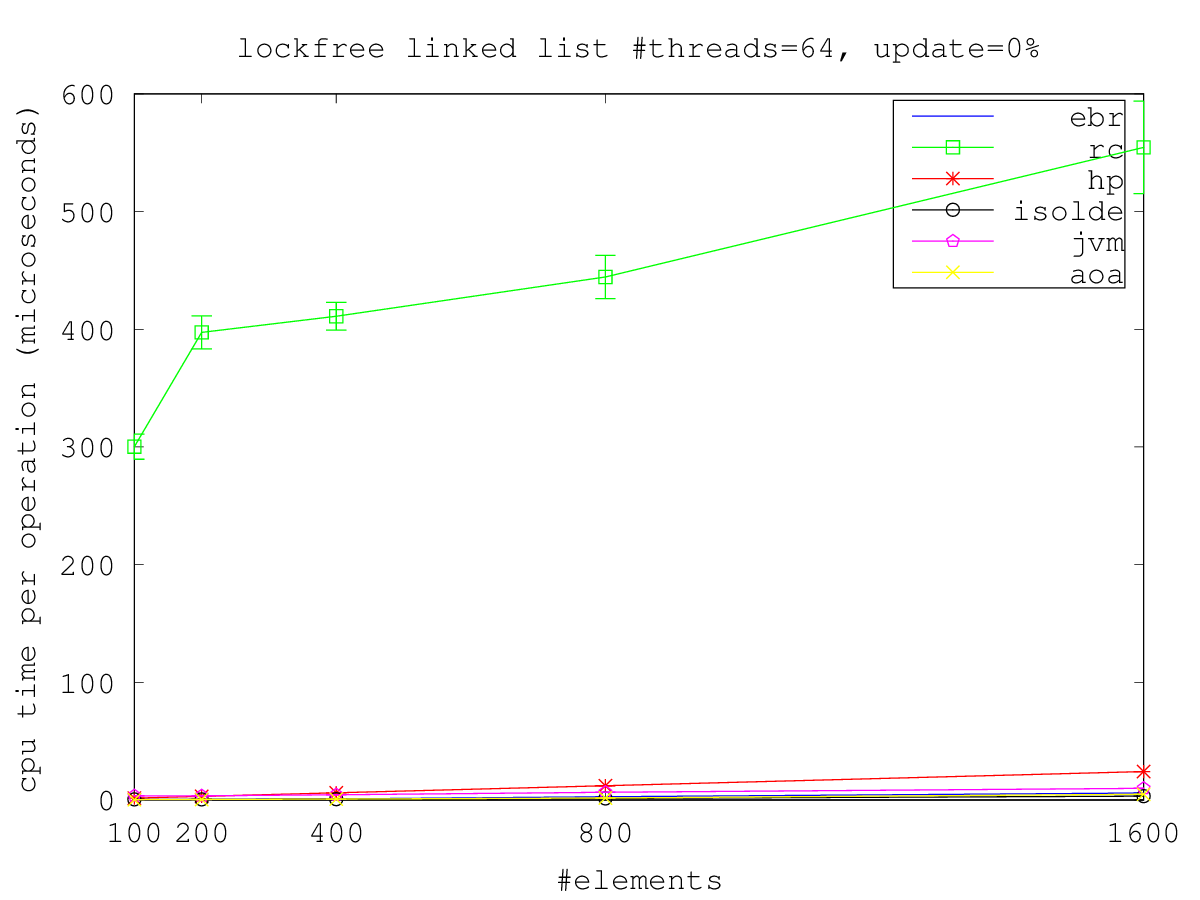 lockfree linked list #threads=64, update=0%
cpu time per operation (microseconds)
600
500
400
300
200
100
0
ebr
rc
hp
isolde
jvm
aoa
100 200 400 800 1600
#elements